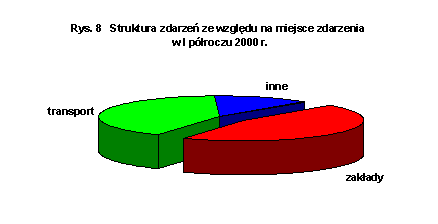 Rys. 8 Struktura zdarzeń ze względu na miejsce zdarzenia
w I półroczu 2000 r.
inne
transport
zakłady